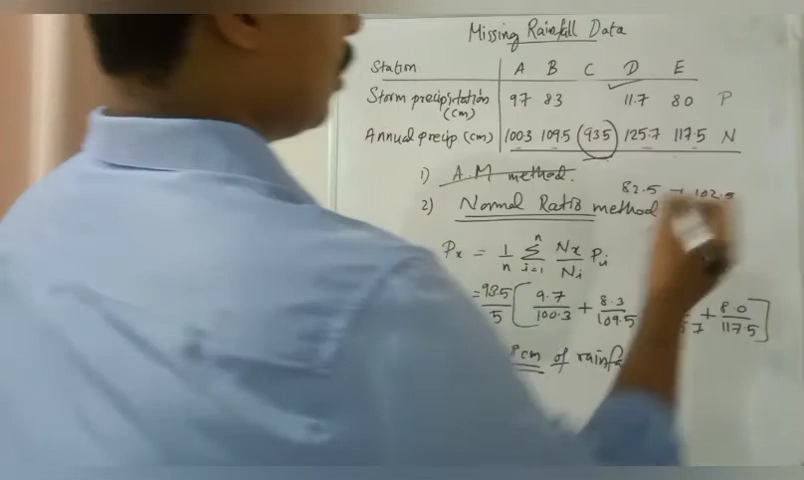 Missing Rainfall Data
Station A B C D E
Storm precipitation 9.7 8.3 11.7 8.0 P
(cm)
Annual precip (cm) 100.3 109.5 93.5 125.7 117.5 N
1) A.M method.
2) Normal Ratio method
82.5 → 102.5
Px = 1/n Σ i=1 n Nx/Ni Pi
= 93.5/5 [ 9.7/100.3 + 8.3/109.5 + 8.0/117.5 ]
8cm of